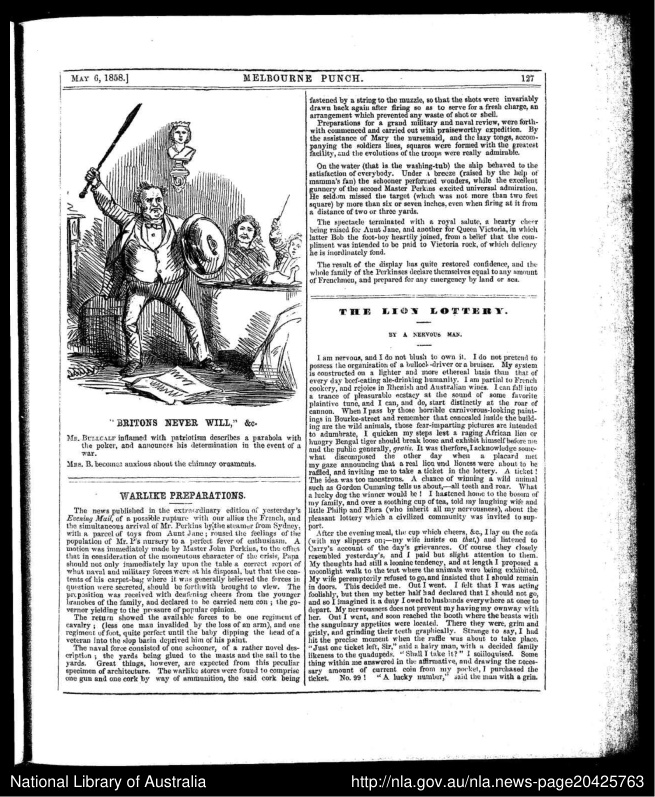 MAY 6, 1858.]
MELBOURNE PUNCH.
127
"BRITONS NEVER WILL," &c.
MR. BULLCALF inflamed with patriotism describes a parabola with
the poker, and announces his determination in the event of a
war.
MRS. B. becomes anxious about the chimney ornaments.
WARLIKE PREPARATIONS.
The news published in the extraordinary edition of yesterday's
Evening Mail, of a possible rupture with our allies the French, and
the simultaneous arrival of Mr. Perkins by the steamer from Sydney,
with a parcel of toys from Aunt Jane; roused the feelings of the
population of Mr. P's nursery to a perfect fever of enthusiasm. A
motion was immediately made by Master John Perkins, to the effect
that in consideration of the momentous character of the crisis, Papa
should not only immediately lay upon the table a correct report of
what naval and military forces were at his disposal, but that the con-
tents of his carpet-bag where it was generally believed the forces in
question were secreted, should be forthwith brought to view. The
proposition was received with deafening cheers from the younger
branches of the family, and declared to be carried nem con; the go-
verner yielding to the pressure of popular opinion.
The return showed the available forces to be one regiment of
cavalry; (less one man invalided by the loss of an arm), and one
regiment of foot, quite perfect until the baby dipping the head of a
veteran into the slop basin deprived him of his paint.
The naval force consisted of one schooner, of a rather novel des-
cription; the yards being glued to the masts and the sail to the
yards. Great things, however, are expected from this peculiar
specimen of architecture. The warlike stores were found to comprise
one gun and one cork by way of ammunition, the said cork being
fastened by a string to the muzzle, so that the shots were invariably
drawn back again after firing so as to serve for a fresh charge, an
arrangement which prevented any waste of shot or shell.
Preparations for a grand military and naval review, were forth-
with commenced and carried out with praiseworthy expedition. By
the assistance of Mary the nursemaid, and the lazy tongs, accom-
panying the soldiers lines, squares were formed with the greatest
facility, and the evolutions of the troops were really admirable.
On the water (that is the washing-tub) the ship behaved to the
satisfaction of everybody. Under a breeze (raised by the help of
mamma's fan) the schooner performed wonders, while the excellent
gunnery of the second Master Perkins excited universal admiration.
He seldom missed the target (which was not more than two feet
square) by more than six or seven inches, even when firing at it from
a distance of two or three yards.
The spectacle terminated with a royal salute, a hearty cheer
being raised for Aunt Jane, and another for Queen Victoria, in which
latter Bob the foot-boy heartily joined, from a belief that the com-
pliment was intended to be paid to Victoria rock, of which delicacy
he is inordinately fond.
The result of the display has quite restored confidence, and the
whole family of the Perkinses declare themselves equal to any amount
of Frenchmen, and prepared for any emergency by land or sea.
THE LION LOTTERY.
BY A NERVOUS MAN.
I am nervous, and I do not blush to own it. I do not pretend to
possess the organization of a bullock-driver or a bruiser. My system
is constructed on a lighter and more ethereal basis than that of
every day beef-eating ale-drinking humanity. I am partial to French
cookery, and rejoice in Rhenish and Australian wines. I can fall into
a trance of pleasurable ecstacy at the sound of some favorite
plaintive tune, and I can, and do, start distinctly at the roar of
cannon. When I pass by those horrible carnivorous-looking paint-
ings in Bourke-street and remember that concealed inside the build-
ing are the wild animals, those fear-imparting pictures are intended
to adumbrate, I quicken my steps lest a raging African lion or
hungry Bengal tiger should break loose and exhibit himself before me
and the public generally, gratis. It was therfore, I acknowledge some-
what discomposed the other day when a placard met
my gaze announcing that a real lion and lioness were about to be
raffled, and inviting me to take a ticket in the lottery. A ticket!
The idea was too monstrous. A chance of winning a wild animal
such as Gordon Cumming tells us about,—all teeth and roar. What
a lucky dog the winner would be! I hastened home to the bosom of
my family, and over a soothing cup of tea, told my laughing wife and
little Philip and Flora (who inherit all my nervousness), about the
pleasant lottery which a civilized community was invited to sup-
port.
After the evening meal, the cup which cheers, &c., I lay on the sofa
(with my slippers on;—my wife insists on that) and listened to
Carry's account of the day's grievances. Of course they closely
resembled yesterday's, and I paid but slight attention to them.
My thoughts had still a leonine tendency, and at length I proposed a
moonlight walk to the tent where the animals were being exhibited.
My wife peremptorily refused to go, and insisted that I should remain
in doors. This decided me. Out I went. I felt that I was acting
foolishly, but then my better half had declared that I should not go,
and so I imagined it a duty I owed to husbands everywhere at once to
depart. My nervousness does not prevent my having my own way with
her. Out I went, and soon reached the booth where the beasts with
the sanguinary appetites were located. There they were, grim and
grisly, and grinding their teeth graphically. Strange to say, I had
hit the precise moment when the raffle was about to take place.
"Just one ticket left, Sir," said a hairy man, with a decided family
likeness to the quadupeds. "Shall I take it?" I soliloquised. Some
thing within me answered in the affirmative, and drawing the neces-
sary amount of current coin from my pocket, I purchased the
ticket. No. 99! "A lucky number," said the man with a grin.
National Library of Australia
http://nla.gov.au/nla.news-page20425763